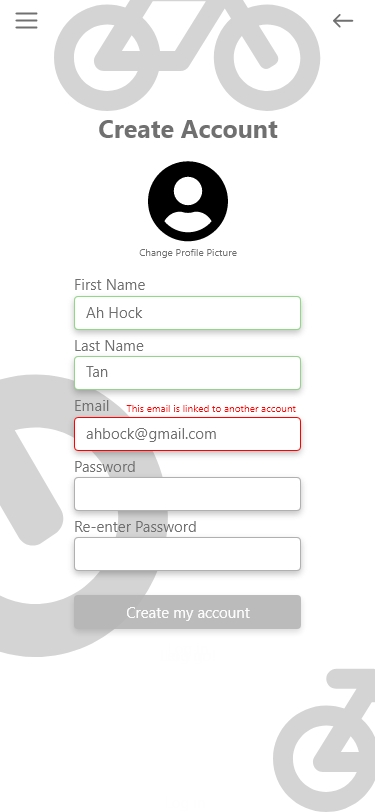 Create Account
Change Profile Picture
First Name
Ah Hock
Last Name
Tan
Email This email is linked to another account
ahbock@gmail.com
Password
Re-enter Password
Create my account